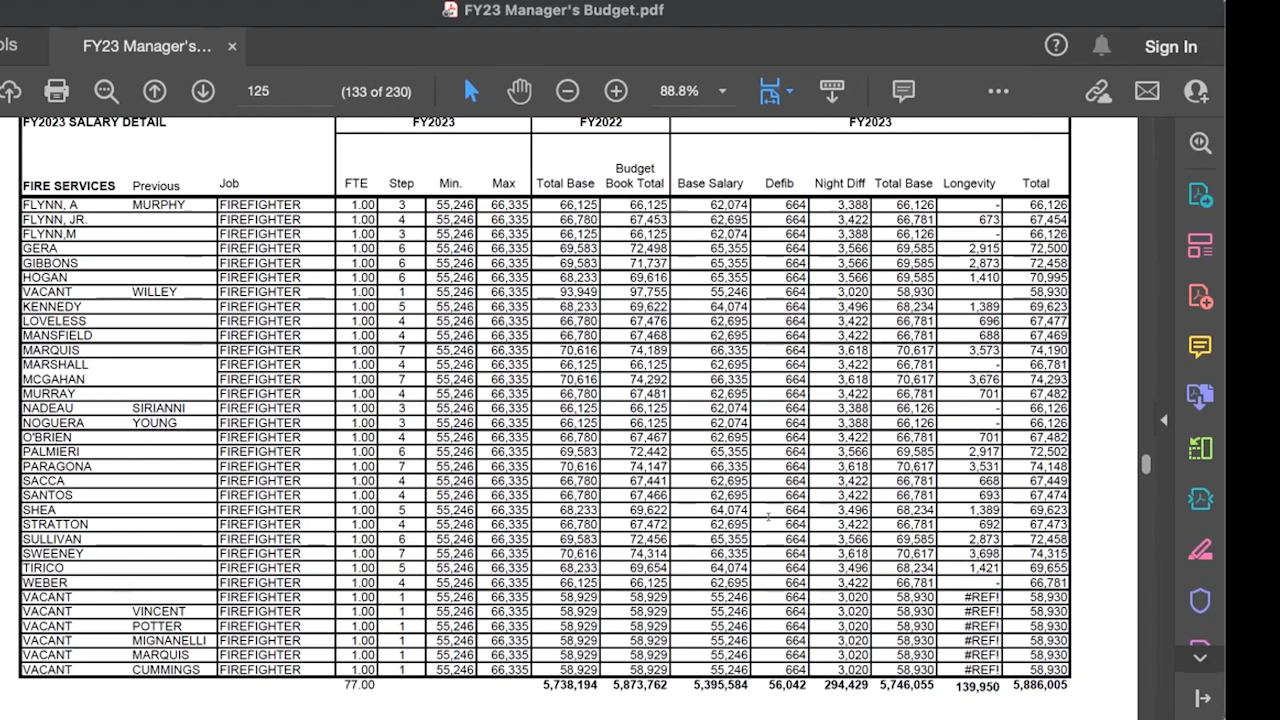 FY23 Manager's Budget.pdf
ols FY23 Manager's... × Sign In
125 (133 of 230) 88.8%
FY2023 SALARY DETAIL FY2023 FY2022 FY2023
Budget
FIRE SERVICES Previous Job FTE Step Min. Max Total Base Book Total Base Salary Defib Night Diff Total Base Longevity Total
FLYNN, A MURPHY FIREFIGHTER 1.00 3 55,246 66,335 66,125 66,125 62,074 664 3,388 66,126 - 66,126
FLYNN, JR. FIREFIGHTER 1.00 4 55,246 66,335 66,780 67,453 62,695 664 3,422 66,781 673 67,454
FLYNN,M FIREFIGHTER 1.00 3 55,246 66,335 66,125 66,125 62,074 664 3,388 66,126 - 66,126
GERA FIREFIGHTER 1.00 6 55,246 66,335 69,583 72,498 65,355 664 3,566 69,585 2,915 72,500
GIBBONS FIREFIGHTER 1.00 6 55,246 66,335 69,583 71,737 65,355 664 3,566 69,585 2,873 72,458
HOGAN FIREFIGHTER 1.00 6 55,246 66,335 68,233 69,616 65,355 664 3,566 69,585 1,410 70,995
VACANT WILLEY FIREFIGHTER 1.00 1 55,246 66,335 93,949 97,755 55,246 664 3,020 58,930 58,930
KENNEDY FIREFIGHTER 1.00 5 55,246 66,335 68,233 69,622 64,074 664 3,496 68,234 1,389 69,623
LOVELESS FIREFIGHTER 1.00 4 55,246 66,335 66,780 67,476 62,695 664 3,422 66,781 696 67,477
MANSFIELD FIREFIGHTER 1.00 4 55,246 66,335 66,780 67,468 62,695 664 3,422 66,781 688 67,469
MARQUIS FIREFIGHTER 1.00 7 55,246 66,335 70,616 74,189 66,335 664 3,618 70,617 3,573 74,190
MARSHALL FIREFIGHTER 1.00 4 55,246 66,335 66,125 66,125 62,695 664 3,422 66,781 - 66,781
MCGAHAN FIREFIGHTER 1.00 7 55,246 66,335 70,616 74,292 66,335 664 3,618 70,617 3,676 74,293
MURRAY FIREFIGHTER 1.00 4 55,246 66,335 66,780 67,481 62,695 664 3,422 66,781 701 67,482
NADEAU SIRIANNI FIREFIGHTER 1.00 3 55,246 66,335 66,125 66,125 62,074 664 3,388 66,126 - 66,126
NOGUERA YOUNG FIREFIGHTER 1.00 3 55,246 66,335 66,125 66,125 62,074 664 3,388 66,126 - 66,126
O'BRIEN FIREFIGHTER 1.00 4 55,246 66,335 66,780 67,467 62,695 664 3,422 66,781 701 67,482
PALMIERI FIREFIGHTER 1.00 6 55,246 66,335 69,583 72,442 65,355 664 3,566 69,585 2,917 72,502
PARAGONA FIREFIGHTER 1.00 7 55,246 66,335 70,616 74,147 66,335 664 3,618 70,617 3,531 74,148
SACCA FIREFIGHTER 1.00 4 55,246 66,335 66,780 67,441 62,695 664 3,422 66,781 668 67,449
SANTOS FIREFIGHTER 1.00 4 55,246 66,335 66,780 67,466 62,695 664 3,422 66,781 693 67,474
SHEA FIREFIGHTER 1.00 5 55,246 66,335 68,233 69,622 64,074 664 3,496 68,234 1,389 69,623
STRATTON FIREFIGHTER 1.00 4 55,246 66,335 66,780 67,472 62,695 664 3,422 66,781 692 67,473
SULLIVAN FIREFIGHTER 1.00 6 55,246 66,335 69,583 72,456 65,355 664 3,566 69,585 2,873 72,458
SWEENEY FIREFIGHTER 1.00 7 55,246 66,335 70,616 74,314 66,335 664 3,618 70,617 3,698 74,315
TIRICO FIREFIGHTER 1.00 5 55,246 66,335 68,233 69,654 64,074 664 3,496 68,234 1,421 69,655
WEBER FIREFIGHTER 1.00 4 55,246 66,335 66,125 66,125 62,695 664 3,422 66,781 - 66,781
VACANT FIREFIGHTER 1.00 1 55,246 66,335 58,929 58,929 55,246 664 3,020 58,930 #REF! 58,930
VACANT VINCENT FIREFIGHTER 1.00 1 55,246 66,335 58,929 58,929 55,246 664 3,020 58,930 #REF! 58,930
VACANT POTTER FIREFIGHTER 1.00 1 55,246 66,335 58,929 58,929 55,246 664 3,020 58,930 #REF! 58,930
VACANT MIGNANELLI FIREFIGHTER 1.00 1 55,246 66,335 58,929 58,929 55,246 664 3,020 58,930 #REF! 58,930
VACANT MARQUIS FIREFIGHTER 1.00 1 55,246 66,335 58,929 58,929 55,246 664 3,020 58,930 #REF! 58,930
VACANT CUMMINGS FIREFIGHTER 1.00 1 55,246 66,335 58,929 58,929 55,246 664 3,020 58,930 #REF! 58,930
77.00 5,738,194 5,873,762 5,395,584 56,042 294,429 5,746,055 139,950 5,886,005